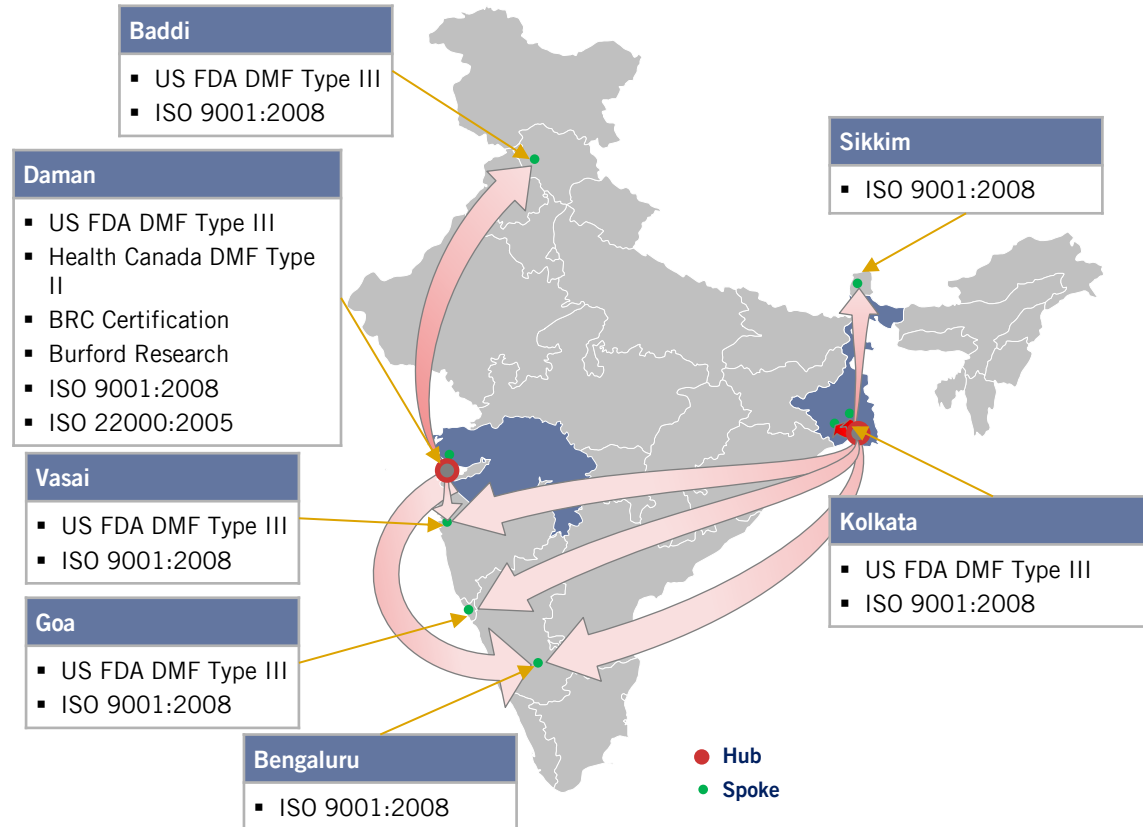 Baddi
▪ US FDA DMF Type III
▪ ISO 9001:2008
Daman
▪ US FDA DMF Type III
▪ Health Canada DMF Type
II
▪ BRC Certification
▪ Burford Research
▪ ISO 9001:2008
▪ ISO 22000:2005
Vasai
▪ US FDA DMF Type III
▪ ISO 9001:2008
Goa
▪ US FDA DMF Type III
▪ ISO 9001:2008
Bengaluru
▪ ISO 9001:2008
Sikkim
▪ ISO 9001:2008
Kolkata
▪ US FDA DMF Type III
▪ ISO 9001:2008
Hub
Spoke